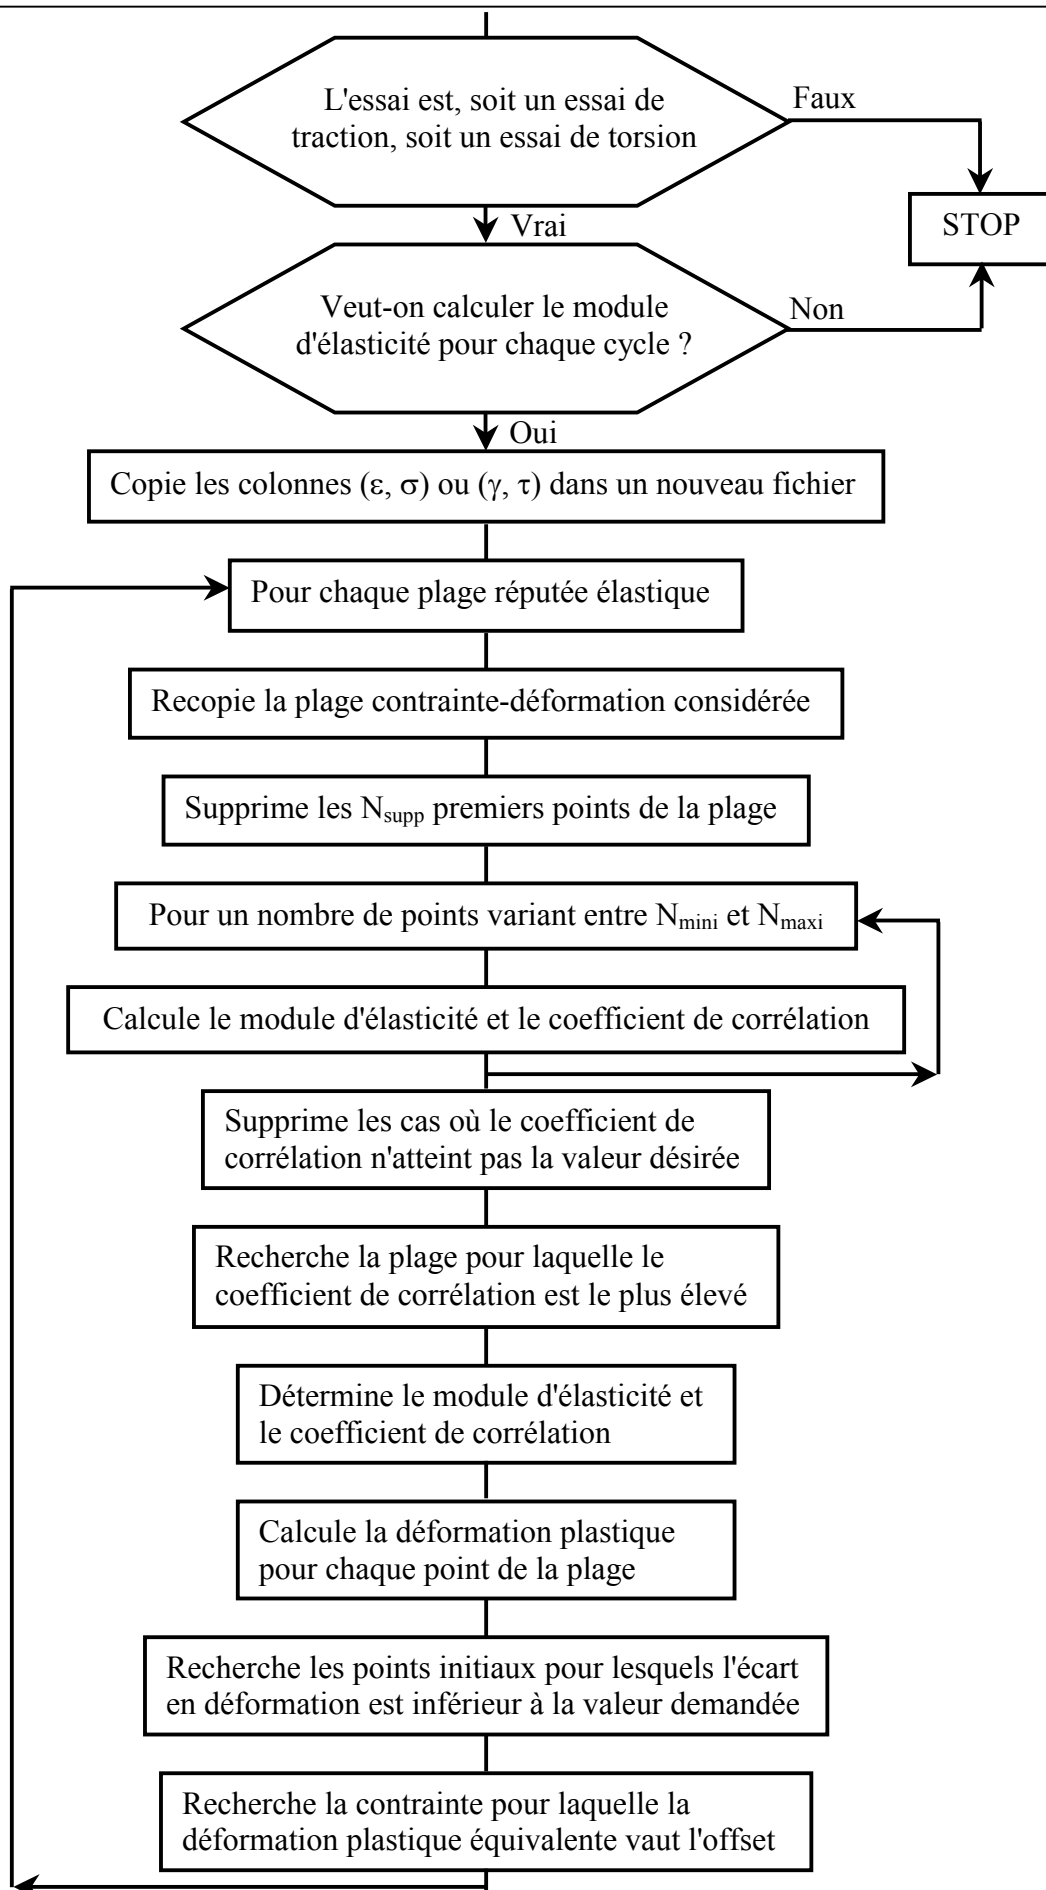 L'essai est, soit un essai de
traction, soit un essai de torsion
Faux
STOP
Vrai
Veut-on calculer le module
d'élasticité pour chaque cycle ?
Non
Oui
Copie les colonnes (ε, σ) ou (γ, τ) dans un nouveau fichier
Pour chaque plage réputée élastique
Recopie la plage contrainte-déformation considérée
Supprime les Nsupp premiers points de la plage
Pour un nombre de points variant entre Nmini et Nmaxi
Calcule le module d'élasticité et le coefficient de corrélation
Supprime les cas où le coefficient de
corrélation n'atteint pas la valeur désirée
Recherche la plage pour laquelle le
coefficient de corrélation est le plus élevé
Détermine le module d'élasticité et
le coefficient de corrélation
Calcule la déformation plastique
pour chaque point de la plage
Recherche les points initiaux pour lesquels l'écart
en déformation est inférieur à la valeur demandée
Recherche la contrainte pour laquelle la
déformation plastique équivalente vaut l'offset